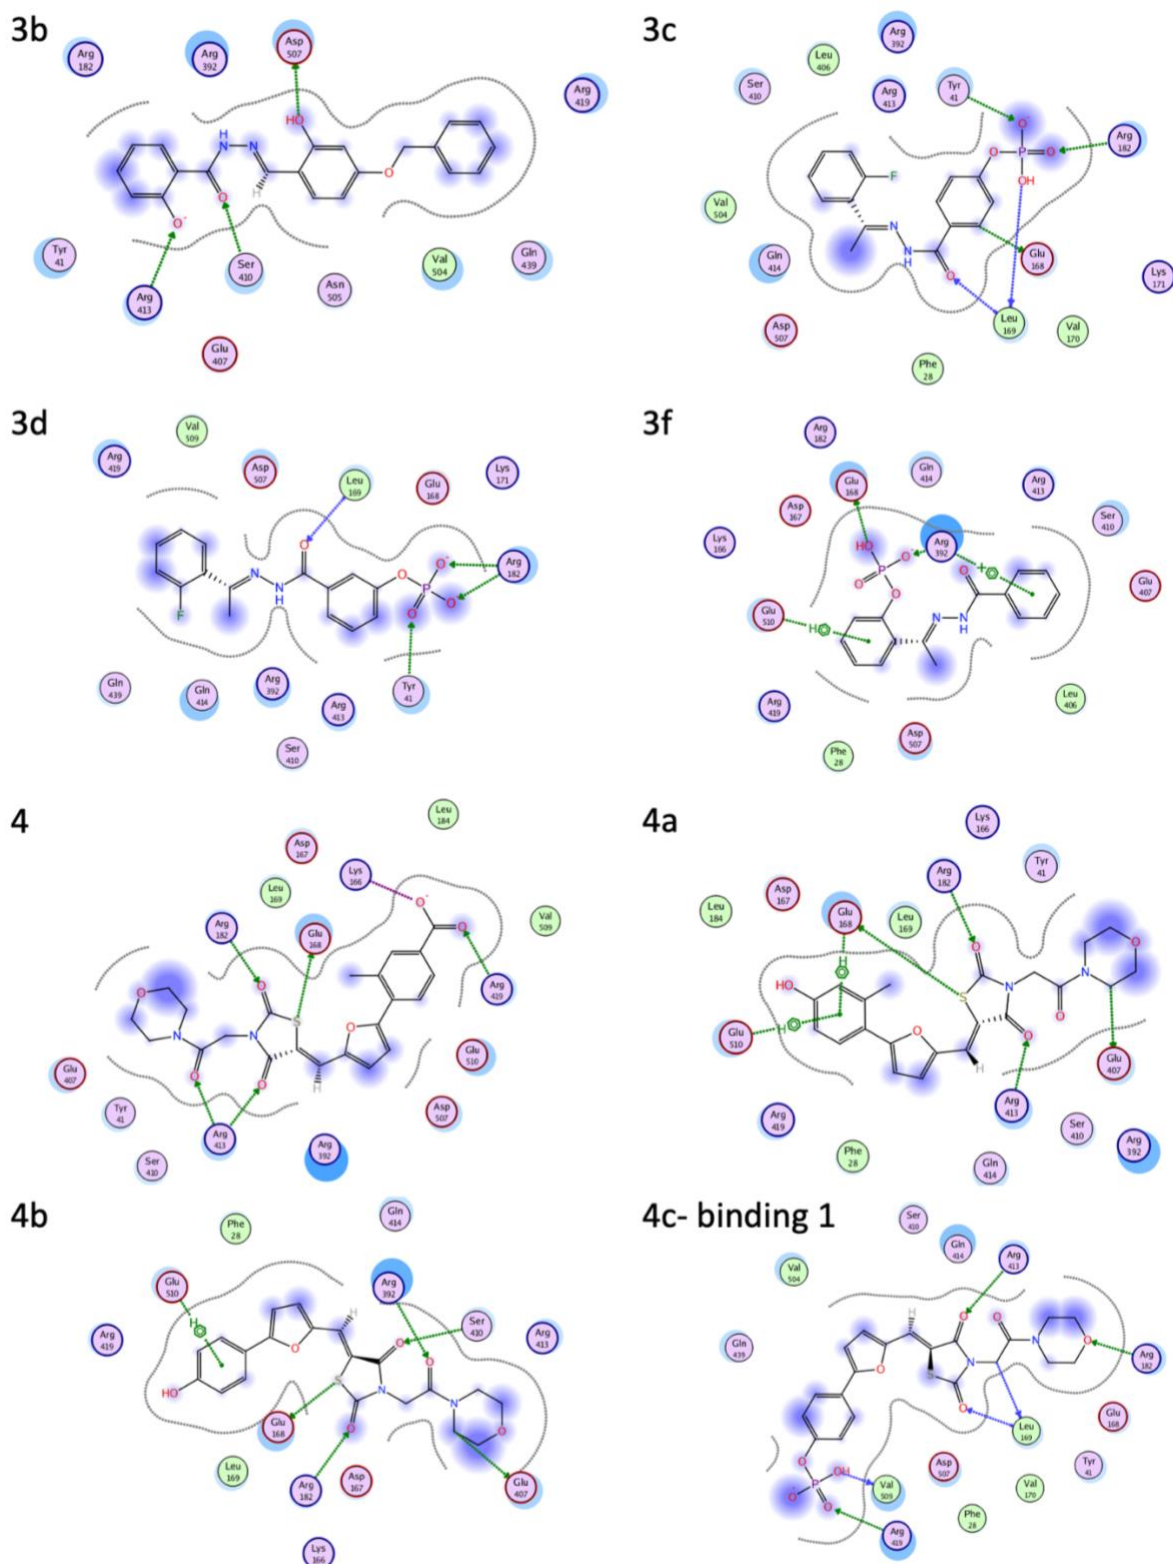 3b
Arg
182
Arg
392
Asp
507
Arg
419
HO
H
N
N
H
O
O
O⁻
Tyr
41
Arg
413
Ser
410
Asn
505
Val
504
Gln
439
Glu
407
3c
Arg
392
Leu
406
Ser
410
Arg
413
Tyr
41
Arg
182
O⁻
O
P
O
OH
F
Val
504
Gln
414
N
N
H
O
Glu
168
Lys
171
Asp
507
Leu
169
Val
170
Phe
28
3d
Val
509
Arg
419
Asp
507
Leu
169
Glu
168
Lys
171
O
O⁻
Arg
182
N
N
H
O
P
O⁻
O
F
Gln
439
Gln
414
Arg
392
Arg
413
Tyr
41
Ser
410
3f
Arg
182
Glu
168
Gln
414
Arg
413
Asp
167
Ser
410
Lys
166
HO
O⁻
Arg
392
+
O
P
O
O
Glu
407
Glu
510
H
N
N
H
Arg
419
Leu
406
Asp
507
Phe
28
4
Leu
184
Asp
167
Lys
166
Leu
169
O⁻
O
Val
509
Arg
182
Glu
168
Arg
419
O
O
S
N
N
O
O
O
H
Glu
510
Glu
407
Tyr
41
Asp
507
Arg
413
Arg
392
Ser
410
4a
Lys
166
Arg
182
Tyr
41
Asp
167
Leu
184
Glu
168
Leu
169
H
O
O
HO
S
N
N
Glu
510
H
O
O
O
H
Glu
407
Arg
419
Arg
413
Ser
410
Arg
392
Phe
28
Gln
414
4b
Phe
28
Gln
414
Glu
510
Arg
392
H
Ser
410
H
Arg
419
Arg
413
O
O
O
S
N
N
O
HO
O
Glu
168
Leu
169
Arg
182
Asp
167
Glu
407
Lys
166
4c- binding 1
Ser
410
Gln
414
Arg
413
Val
504
H
O
O
Gln
439
N
N
O
Arg
182
O
S
O
Leu
169
Glu
168
O
OH
Asp
507
Tyr
41
P
O⁻
O
Val
509
Val
170
Phe
28
Arg
419